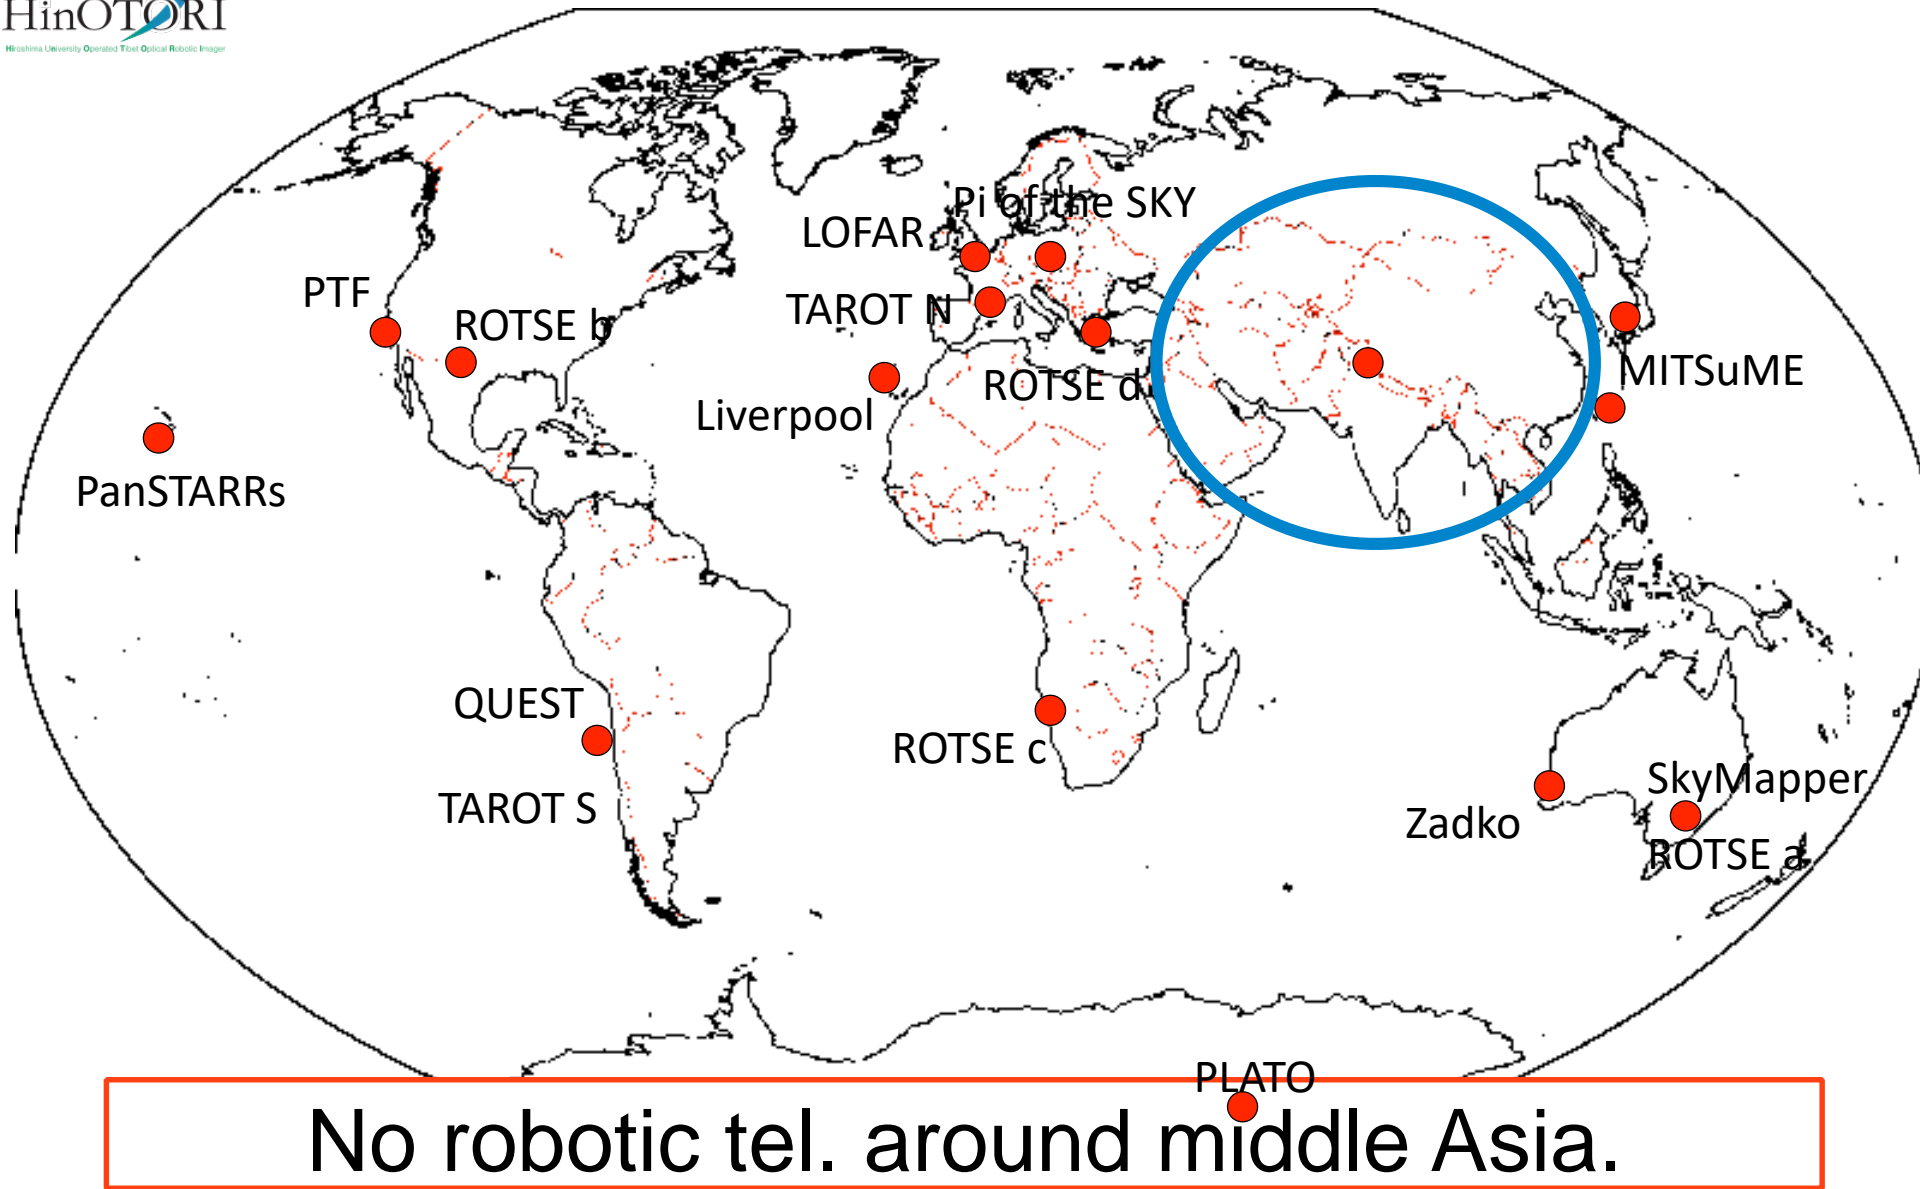 HinOTORI
Hiroshima University Operated Tibet Optical Robotic Imager
Pi of the SKY
LOFAR
PTF
TAROT N
ROTSE b
ROTSE d
MITSuME
Liverpool
PanSTARRs
QUEST
ROTSE c
TAROT S
SkyMapper
Zadko
ROTSE a
PLATO
No robotic tel. around middle Asia.